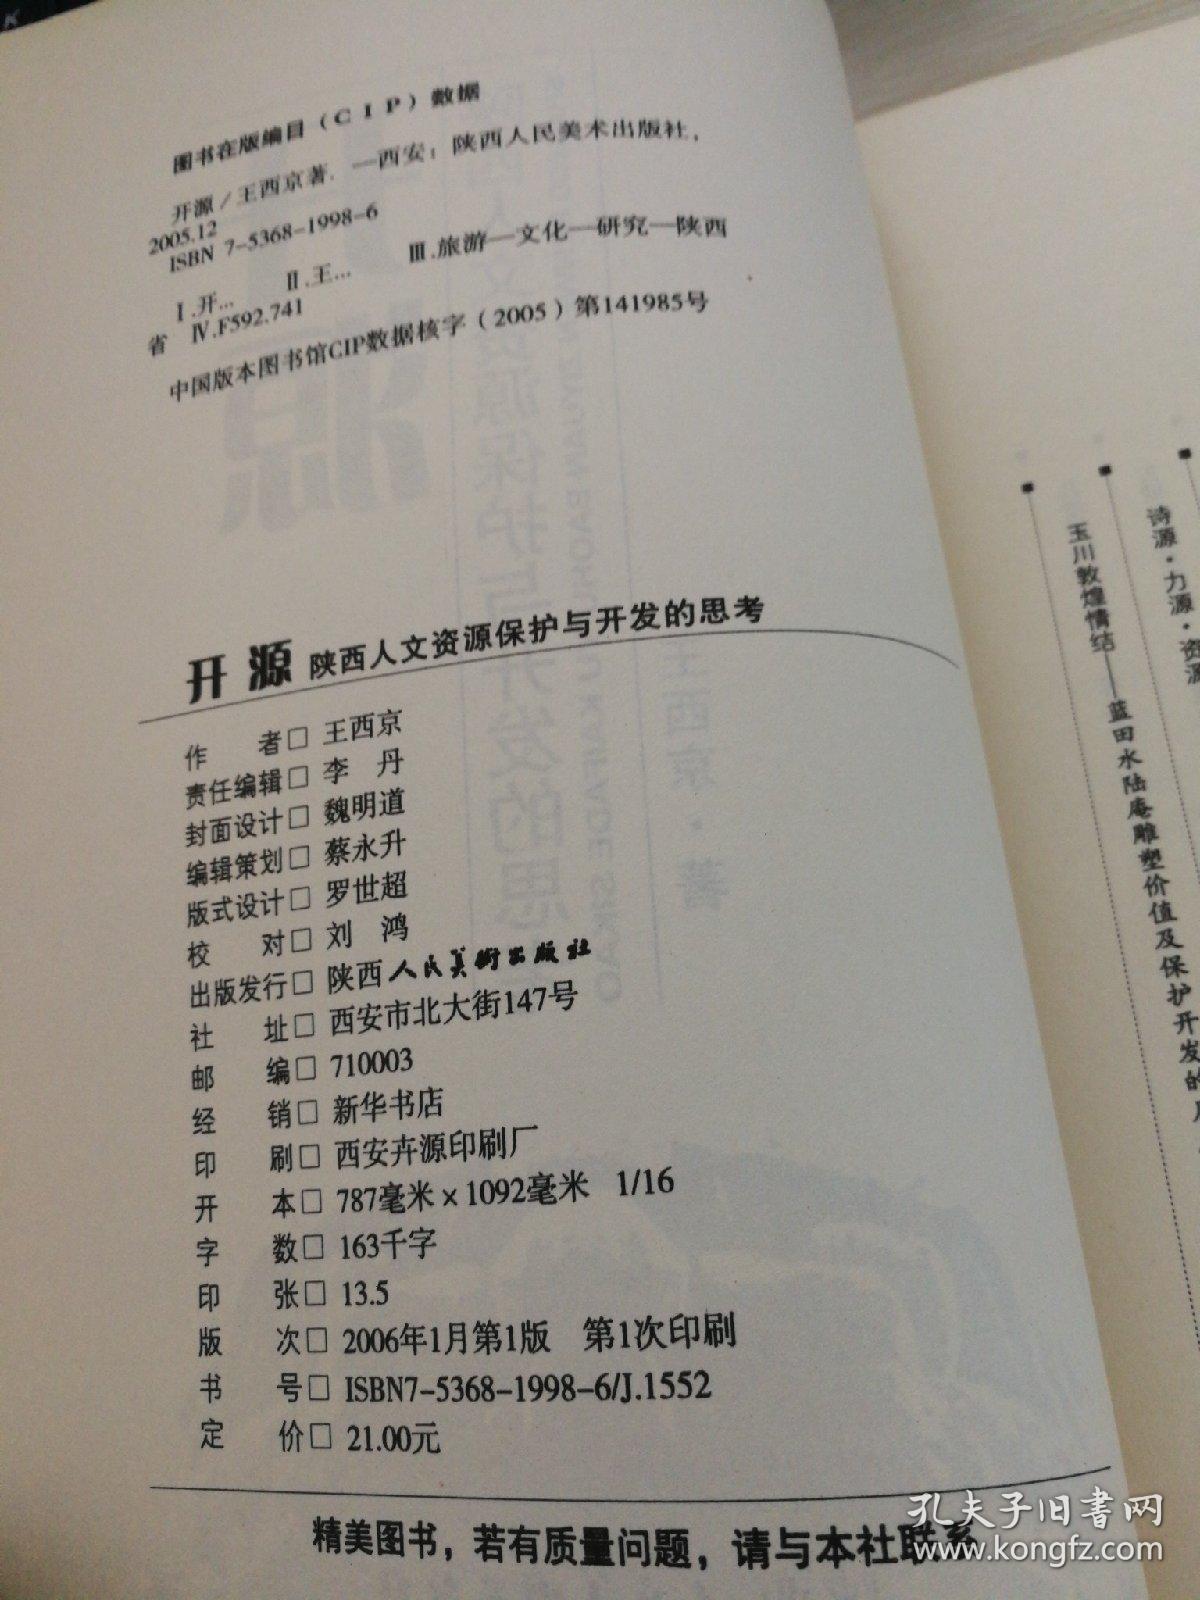 图书在版编目(CIP)数据
开源/王西京著.—西安：陕西人民美术出版社，
2005.12
ISBN 7-5368-1998-6
Ⅰ.开… Ⅱ.王… Ⅲ.旅游—文化—研究—陕西
省 Ⅳ.F592.741
中国版本图书馆CIP数据核字(2005)第141985号
开源 陕西人文资源保护与开发的思考
作 者□ 王西京
责任编辑□ 李 丹
封面设计□ 魏明道
编辑策划□ 蔡永升
版式设计□ 罗世超
校 对□ 刘 鸿
出版发行□ 陕西人民美術出版社
社 址□ 西安市北大街147号
邮 编□ 710003
经 销□ 新华书店
印 刷□ 西安卉源印刷厂
开 本□ 787毫米×1092毫米 1/16
字 数□ 163千字
印 张□ 13.5
版 次□ 2006年1月第1版 第1次印刷
书 号□ ISBN7-5368-1998-6/J.1552
定 价□ 21.00元
精美图书，若有质量问题，请与本社联系
诗源·力源·资源
玉川敦煌情结——蓝田水陆庵雕塑价值及保护开发的
孔夫子旧书网
www.kongfz.com